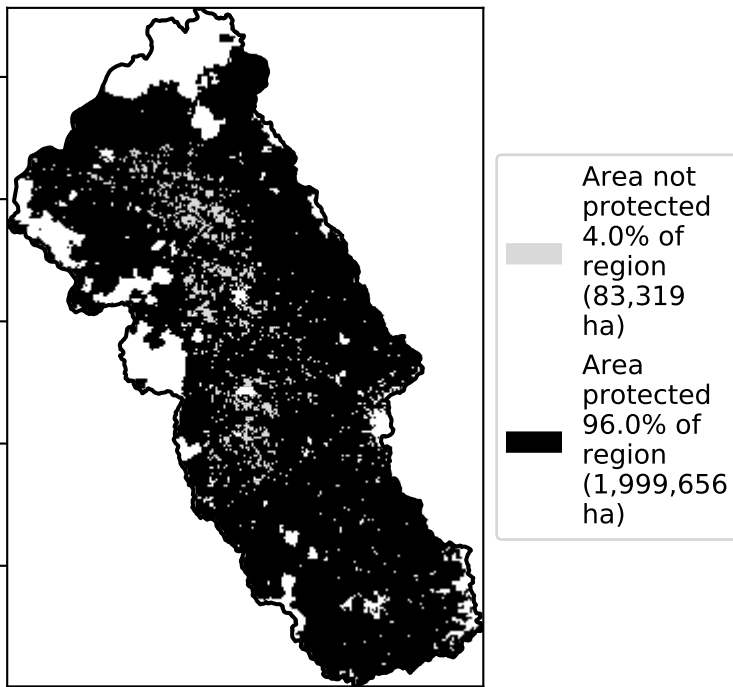 Area not
protected
4.0% of
region
(83,319
ha)
Area
protected
96.0% of
region
(1,999,656
ha)